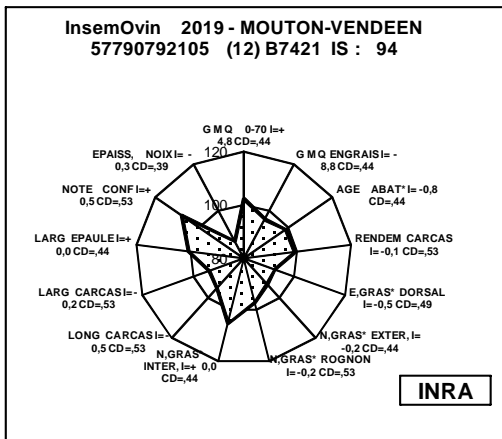 InsemOvin 2019 - MOUTON-VENDEEN
57790792105 (12) B7421 IS : 94
GMQ 0-70 I=+
4,8 CD=,44
GMQ ENGRAIS I= -
8,8 CD=,44
AGE ABAT* I=-0,8
CD=,44
RENDEM CARCAS
I=-0,1 CD=,53
E,GRAS* DORSAL
I=-0,5 CD=,49
N,GRAS* EXTER, I=
-0,2 CD=,44
N,GRAS* ROGNON
I=-0,2 CD=,53
N,GRAS
INTER, I=+ 0,0
CD=,44
LONG CARCAS I=-
0,5 CD=,53
LARG CARCAS I=-
0,2 CD=,53
LARG EPAULE I=+
0,0 CD=,44
NOTE CONF I=+
0,5 CD=,53
EPAISS, NOIX I= -
0,3 CD=,39
120
100
80
INRA